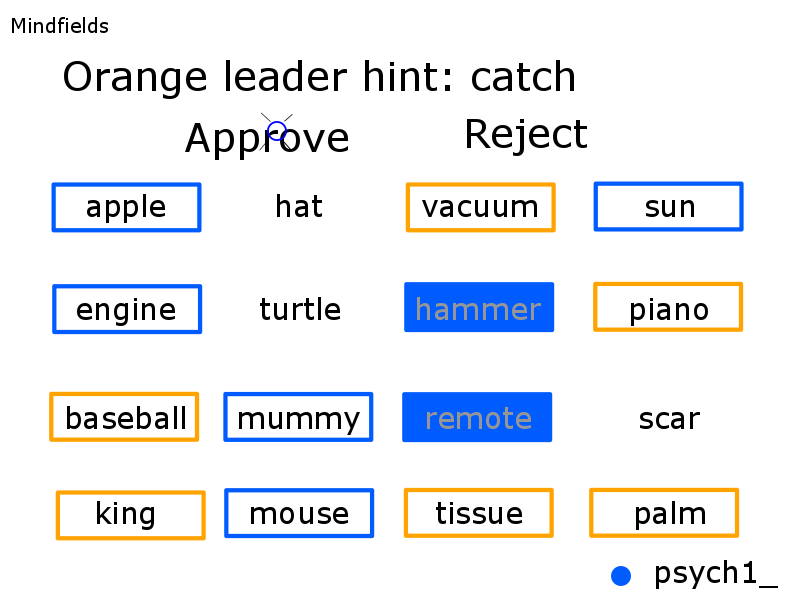 Mindfields
Orange leader hint: catch
Approve Reject
apple hat vacuum sun
engine turtle hammer piano
baseball mummy remote scar
king mouse tissue palm
psych1_